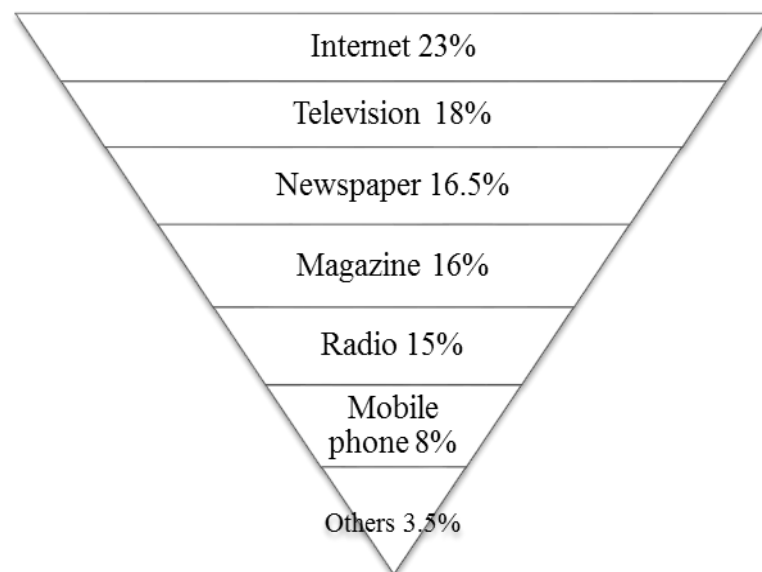 Internet 23%
Television 18%
Newspaper 16.5%
Magazine 16%
Radio 15%
Mobile
phone 8%
Others 3.5%